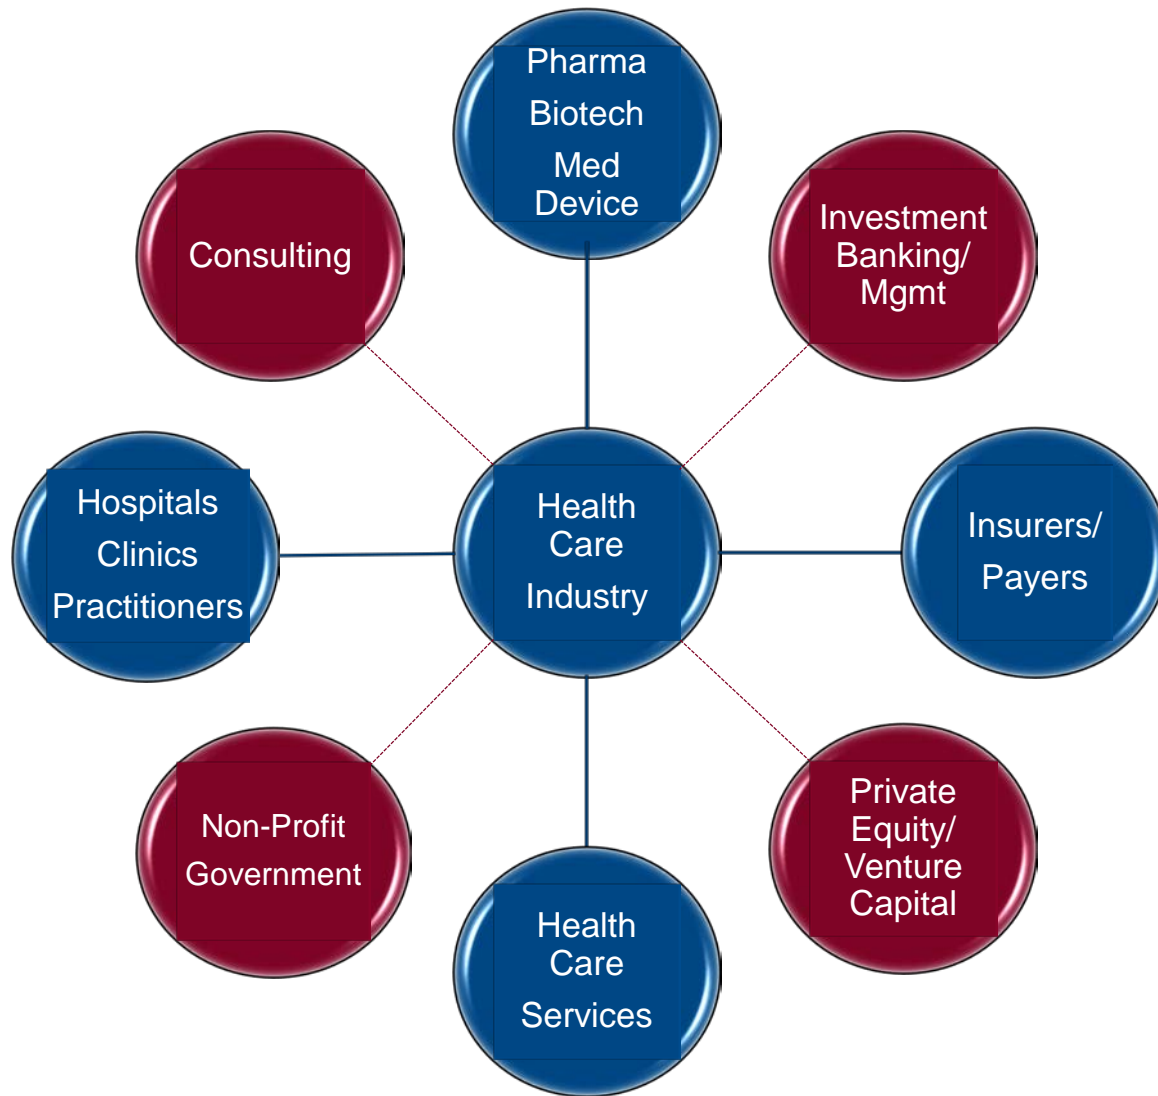 Pharma
Biotech
Med
Device
Consulting
Investment
Banking/
Mgmt
Hospitals
Clinics
Practitioners
Health
Care
Industry
Insurers/
Payers
Non-Profit
Government
Private
Equity/
Venture
Capital
Health
Care
Services